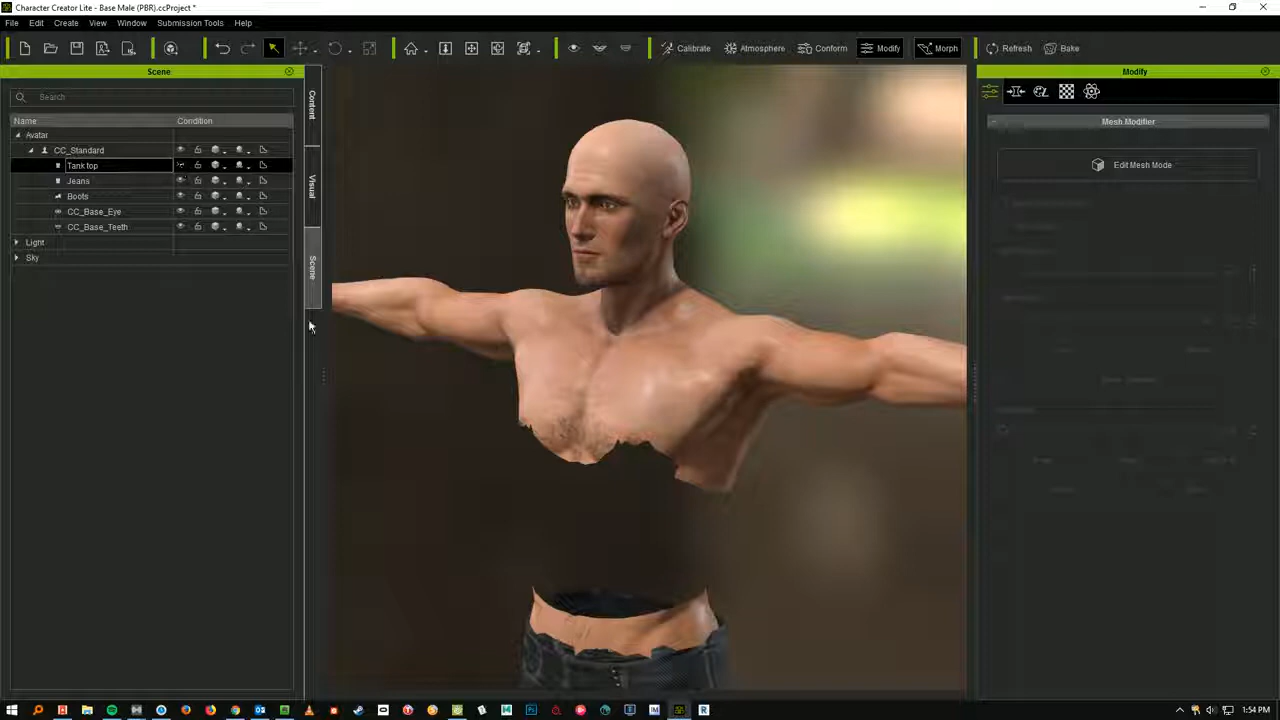 Character Creator Lite - Base Male (PBR).ccProject *
File Edit Create View Window Submission Tools Help
Calibrate Atmosphere Conform Modify Morph Refresh Bake
Scene
Search
Name Condition
Avatar
CC_Standard
Tank top
Jeans
Boots
CC_Base_Eye
CC_Base_Teeth
Light
Sky
Content
Visual
Scene
Modify
Mesh Modifier
Edit Mesh Mode
1:54 PM